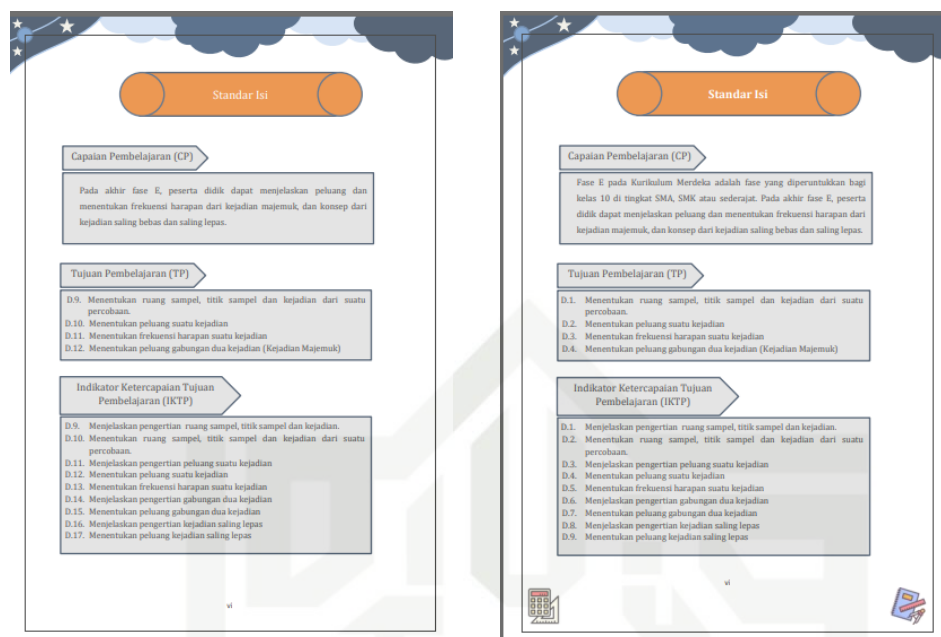 Standar Isi
Capaian Pembelajaran (CP)
Pada akhir fase E, peserta didik dapat menjelaskan peluang dan
menentukan frekuensi harapan dari kejadian majemuk, dan konsep dari
kejadian saling bebas dan saling lepas.
Tujuan Pembelajaran (TP)
D.9. Menentukan ruang sampel, titik sampel dan kejadian dari suatu
percobaan.
D.10. Menentukan peluang suatu kejadian
D.11. Menentukan frekuensi harapan suatu kejadian
D.12. Menentukan peluang gabungan dua kejadian (Kejadian Majemuk)
Indikator Ketercapaian Tujuan
Pembelajaran (IKTP)
D.9. Menjelaskan pengertian ruang sampel, titik sampel dan kejadian.
D.10. Menentukan ruang sampel, titik sampel dan kejadian dari suatu
percobaan.
D.11. Menjelaskan pengertian peluang suatu kejadian
D.12. Menentukan peluang suatu kejadian
D.13. Menentukan frekuensi harapan suatu kejadian
D.14. Menjelaskan pengertian gabungan dua kejadian
D.15. Menentukan peluang gabungan dua kejadian
D.16. Menjelaskan pengertian kejadian saling lepas
D.17. Menentukan peluang kejadian saling lepas
vi
Standar Isi
Capaian Pembelajaran (CP)
Fase E pada Kurikulum Merdeka adalah fase yang diperuntukkan bagi
kelas 10 di tingkat SMA, SMK atau sederajat. Pada akhir fase E, peserta
didik dapat menjelaskan peluang dan menentukan frekuensi harapan dari
kejadian majemuk, dan konsep dari kejadian saling bebas dan saling lepas.
Tujuan Pembelajaran (TP)
D.1. Menentukan ruang sampel, titik sampel dan kejadian dari suatu
percobaan.
D.2. Menentukan peluang suatu kejadian
D.3. Menentukan frekuensi harapan suatu kejadian
D.4. Menentukan peluang gabungan dua kejadian (Kejadian Majemuk)
Indikator Ketercapaian Tujuan
Pembelajaran (IKTP)
D.1. Menjelaskan pengertian ruang sampel, titik sampel dan kejadian.
D.2. Menentukan ruang sampel, titik sampel dan kejadian dari suatu
percobaan.
D.3. Menjelaskan pengertian peluang suatu kejadian
D.4. Menentukan peluang suatu kejadian
D.5. Menentukan frekuensi harapan suatu kejadian
D.6. Menjelaskan pengertian gabungan dua kejadian
D.7. Menentukan peluang gabungan dua kejadian
D.8. Menjelaskan pengertian kejadian saling lepas
D.9. Menentukan peluang kejadian saling lepas
vi